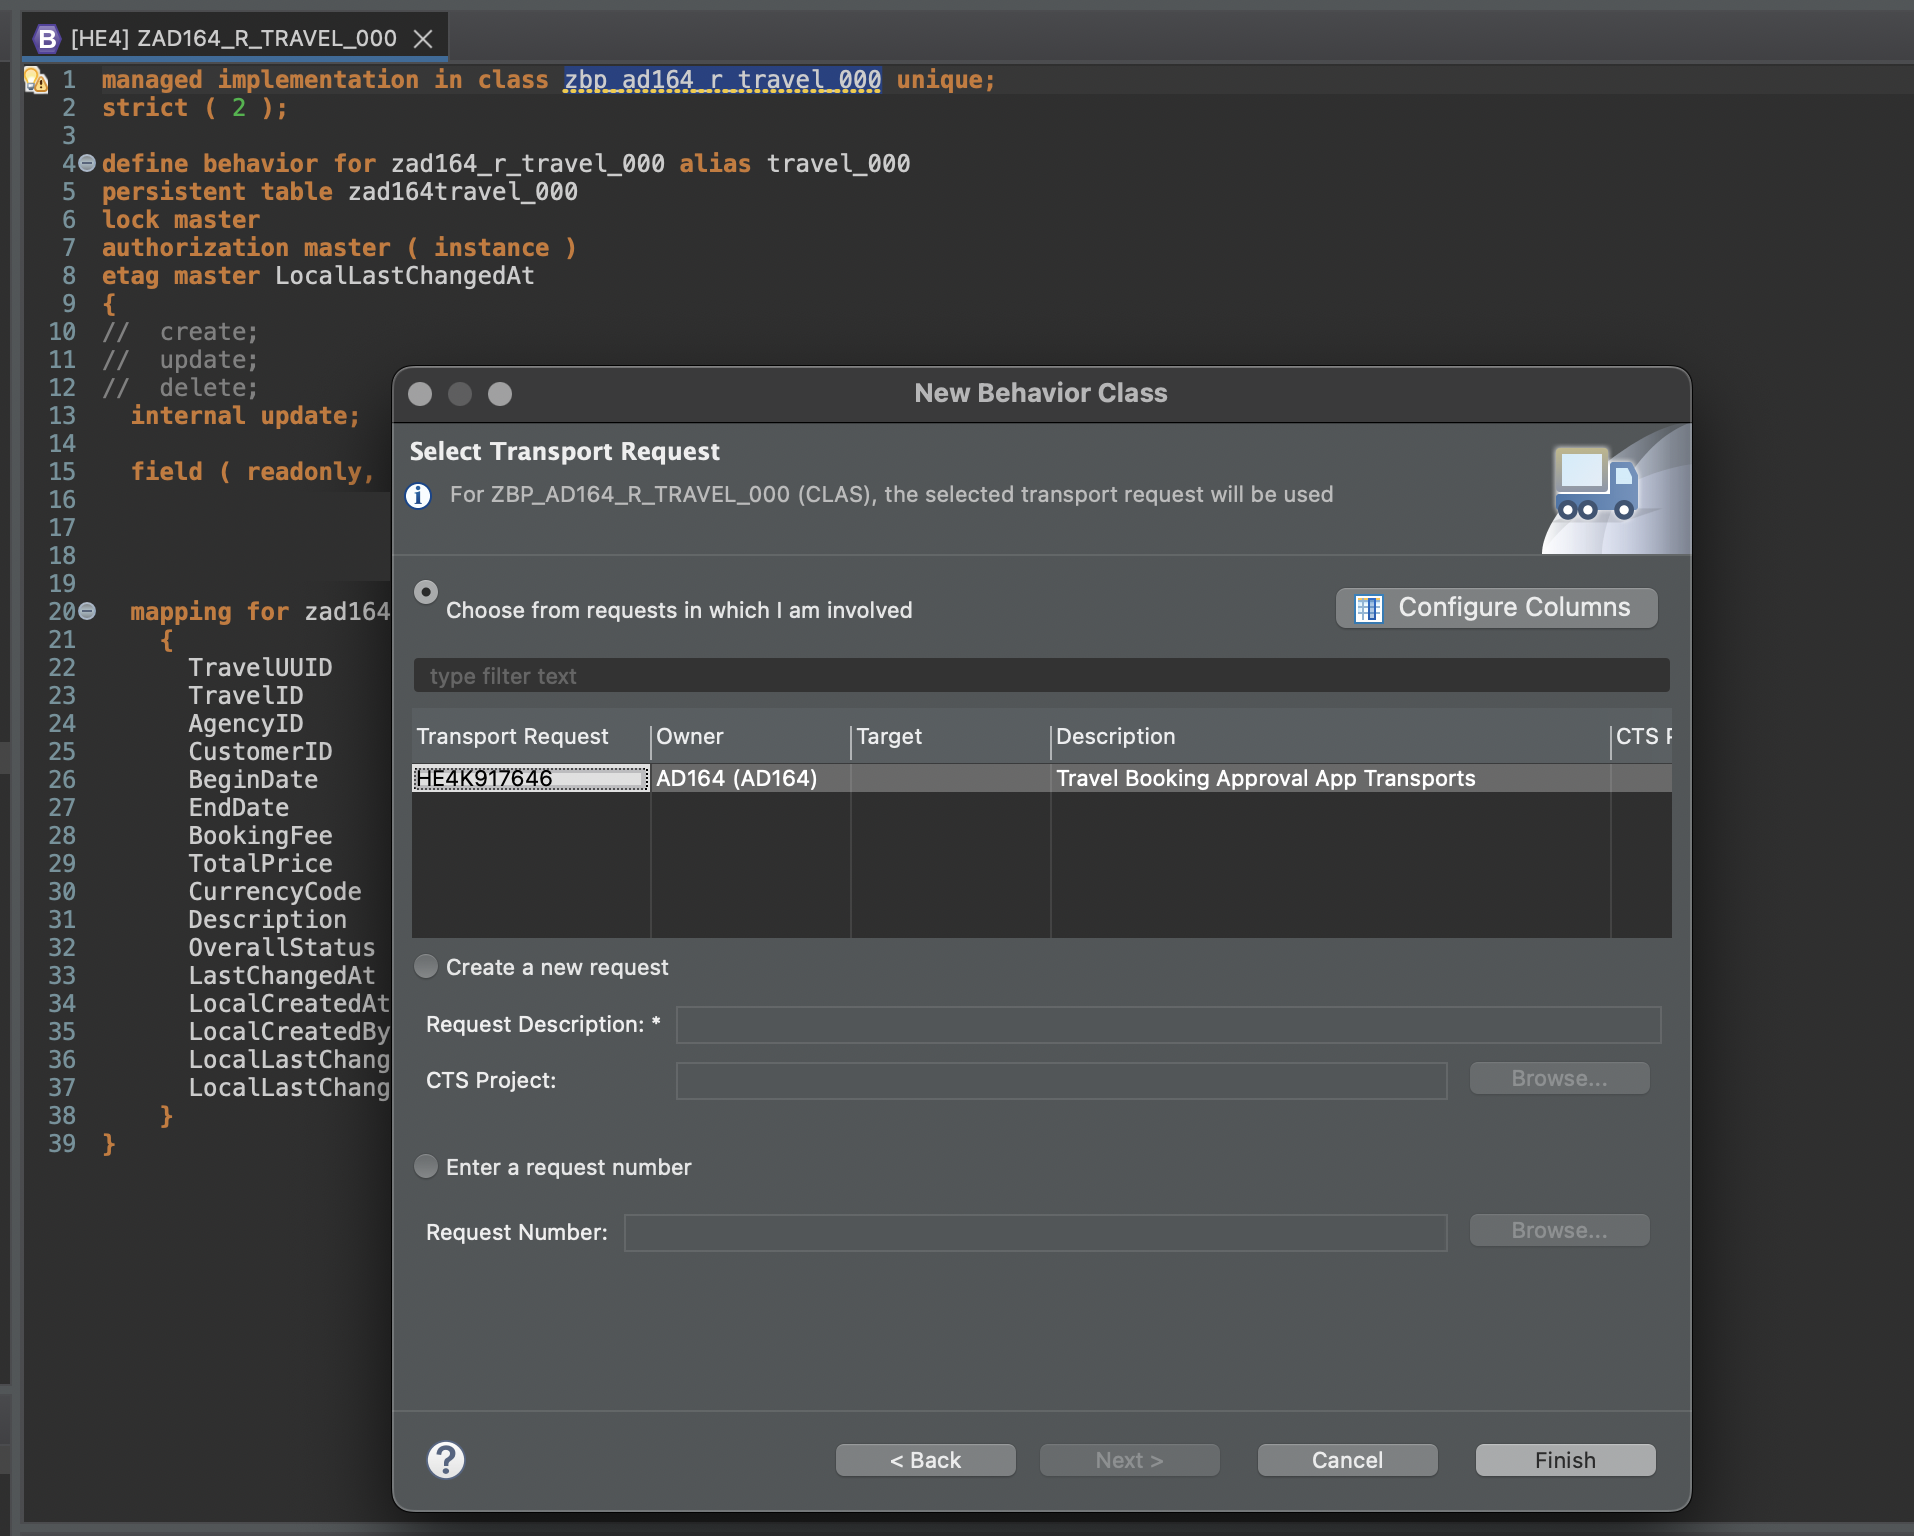 B [HE4] ZAD164_R_TRAVEL_000
1 managed implementation in class zbp_ad164_r_travel_000 unique;
2 strict ( 2 );
3
4 define behavior for zad164_r_travel_000 alias travel_000
5 persistent table zad164travel_000
6 lock master
7 authorization master ( instance )
8 etag master LocalLastChangedAt
9 {
10 //  create;
11 //  update;
12 //  delete;
13 internal update;
14
15 field ( readonly,
16
17
18
19
20 mapping for zad164
21 {
22 TravelUUID
23 TravelID
24 AgencyID
25 CustomerID
26 BeginDate
27 EndDate
28 BookingFee
29 TotalPrice
30 CurrencyCode
31 Description
32 OverallStatus
33 LastChangedAt
34 LocalCreatedAt
35 LocalCreatedBy
36 LocalLastChang
37 LocalLastChang
38 }
39 }
New Behavior Class
Select Transport Request
For ZBP_AD164_R_TRAVEL_000 (CLAS), the selected transport request will be used
Choose from requests in which I am involved
Configure Columns
type filter text
Transport Request Owner Target Description CTS P
HE4K917646 AD164 (AD164) Travel Booking Approval App Transports
Create a new request
Request Description: *
CTS Project: Browse...
Enter a request number
Request Number: Browse...
? < Back Next > Cancel Finish